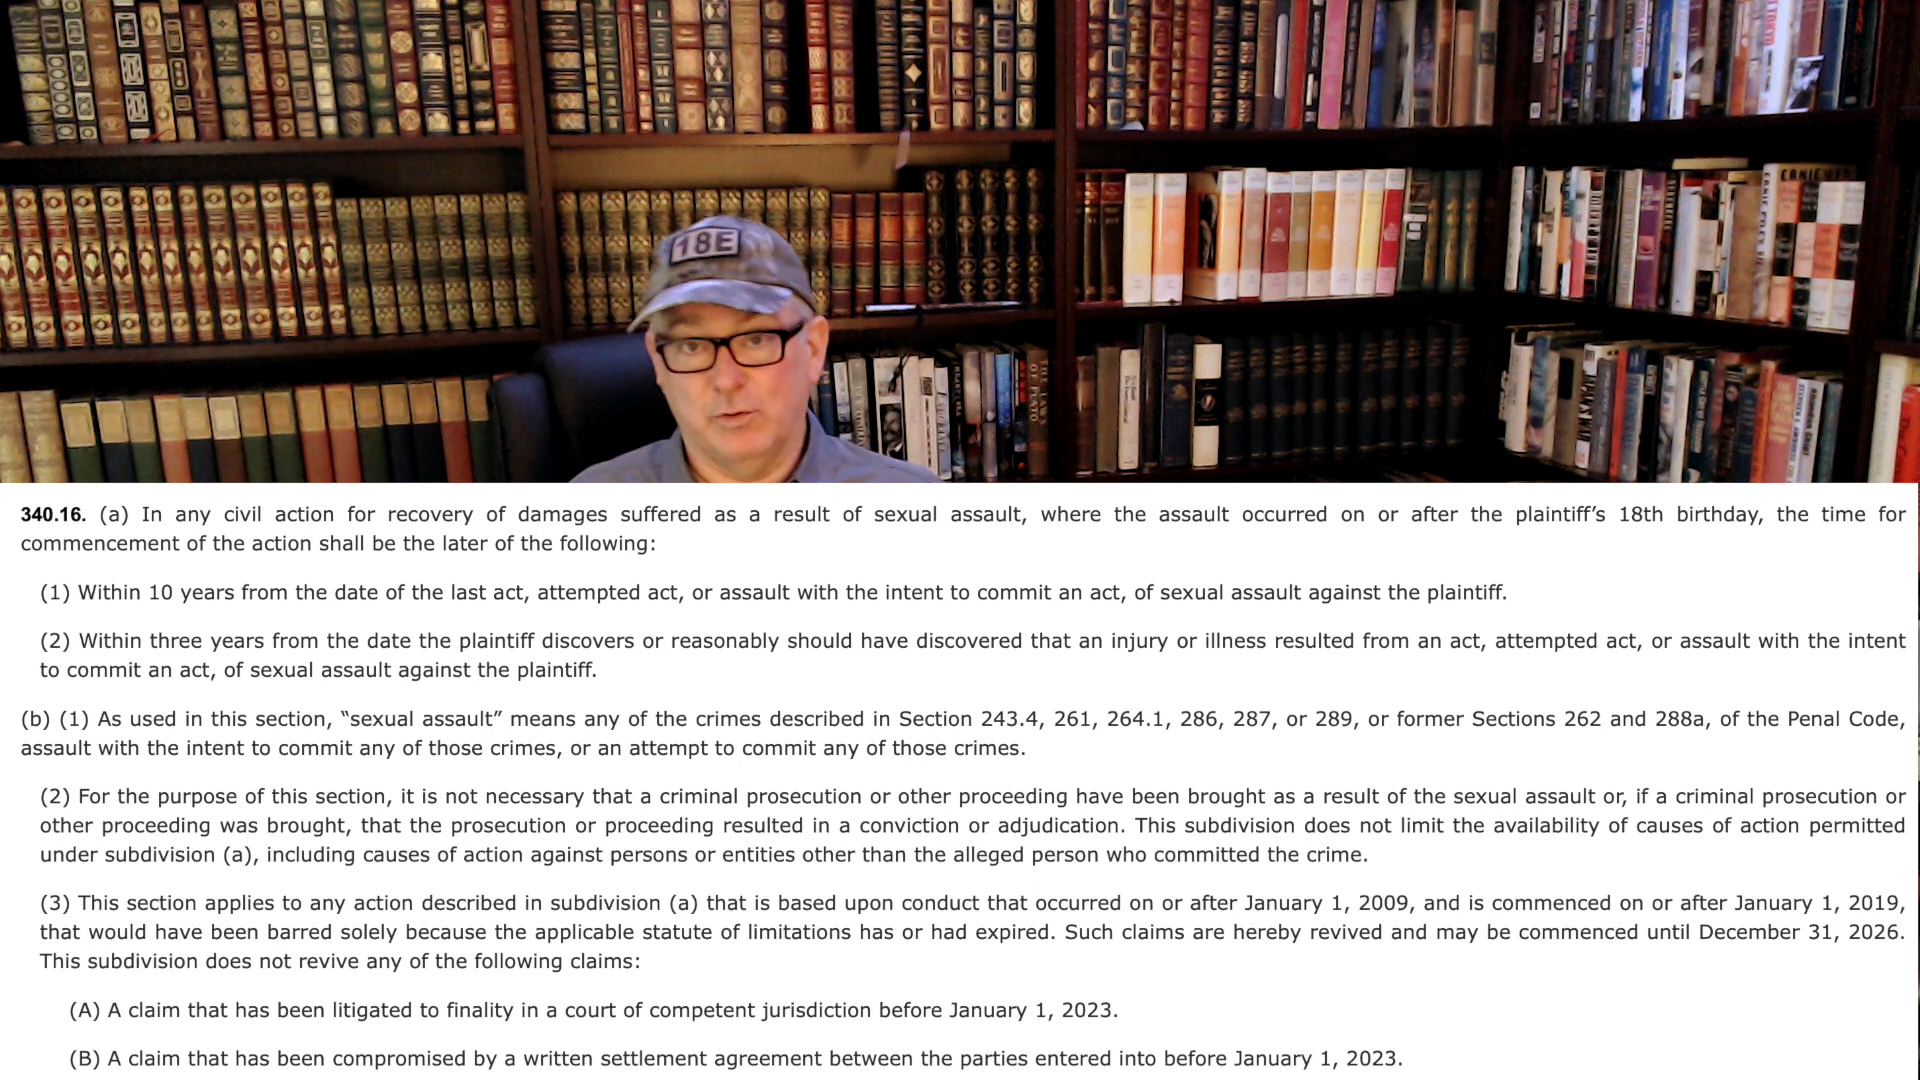 18E
340.16. (a) In any civil action for recovery of damages suffered as a result of sexual assault, where the assault occurred on or after the plaintiff’s 18th birthday, the time for
commencement of the action shall be the later of the following:
(1) Within 10 years from the date of the last act, attempted act, or assault with the intent to commit an act, of sexual assault against the plaintiff.
(2) Within three years from the date the plaintiff discovers or reasonably should have discovered that an injury or illness resulted from an act, attempted act, or assault with the intent
to commit an act, of sexual assault against the plaintiff.
(b) (1) As used in this section, “sexual assault” means any of the crimes described in Section 243.4, 261, 264.1, 286, 287, or 289, or former Sections 262 and 288a, of the Penal Code,
assault with the intent to commit any of those crimes, or an attempt to commit any of those crimes.
(2) For the purpose of this section, it is not necessary that a criminal prosecution or other proceeding have been brought as a result of the sexual assault or, if a criminal prosecution or
other proceeding was brought, that the prosecution or proceeding resulted in a conviction or adjudication. This subdivision does not limit the availability of causes of action permitted
under subdivision (a), including causes of action against persons or entities other than the alleged person who committed the crime.
(3) This section applies to any action described in subdivision (a) that is based upon conduct that occurred on or after January 1, 2009, and is commenced on or after January 1, 2019,
that would have been barred solely because the applicable statute of limitations has or had expired. Such claims are hereby revived and may be commenced until December 31, 2026.
This subdivision does not revive any of the following claims:
(A) A claim that has been litigated to finality in a court of competent jurisdiction before January 1, 2023.
(B) A claim that has been compromised by a written settlement agreement between the parties entered into before January 1, 2023.